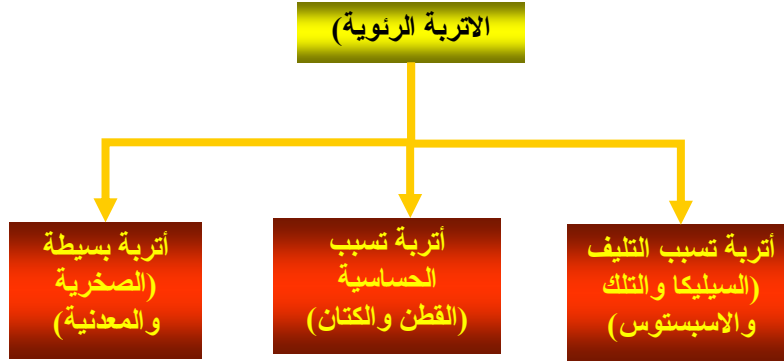 الاتربة الرئوية)
أتربة تسبب التليف
(السيليكا والتلك
والاسبستوس)
أتربة تسبب
الحساسية
(القطن والكتان)
أتربة بسيطة
(الصخرية
والمعدنية)